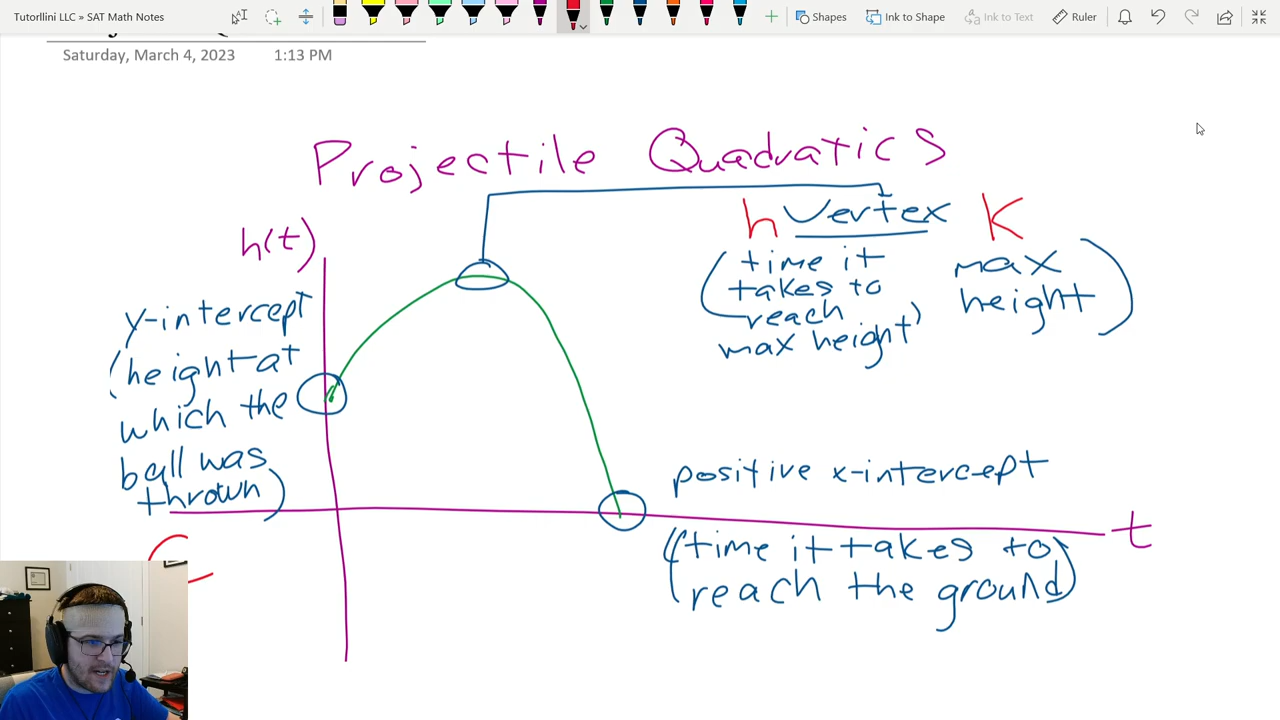 Tutorllini LLC » SAT Math Notes
Shapes
Ink to Shape
Ink to Text
Ruler
Saturday, March 4, 2023 1:13 PM
Projectile Quadratics
h Vertex K
(time it
takes to
reach
max height,
max
height)
h(t)
y-intercept
(height at
which the
ball was
thrown)
positive x-intercept
t
(time it takes to
reach the ground)